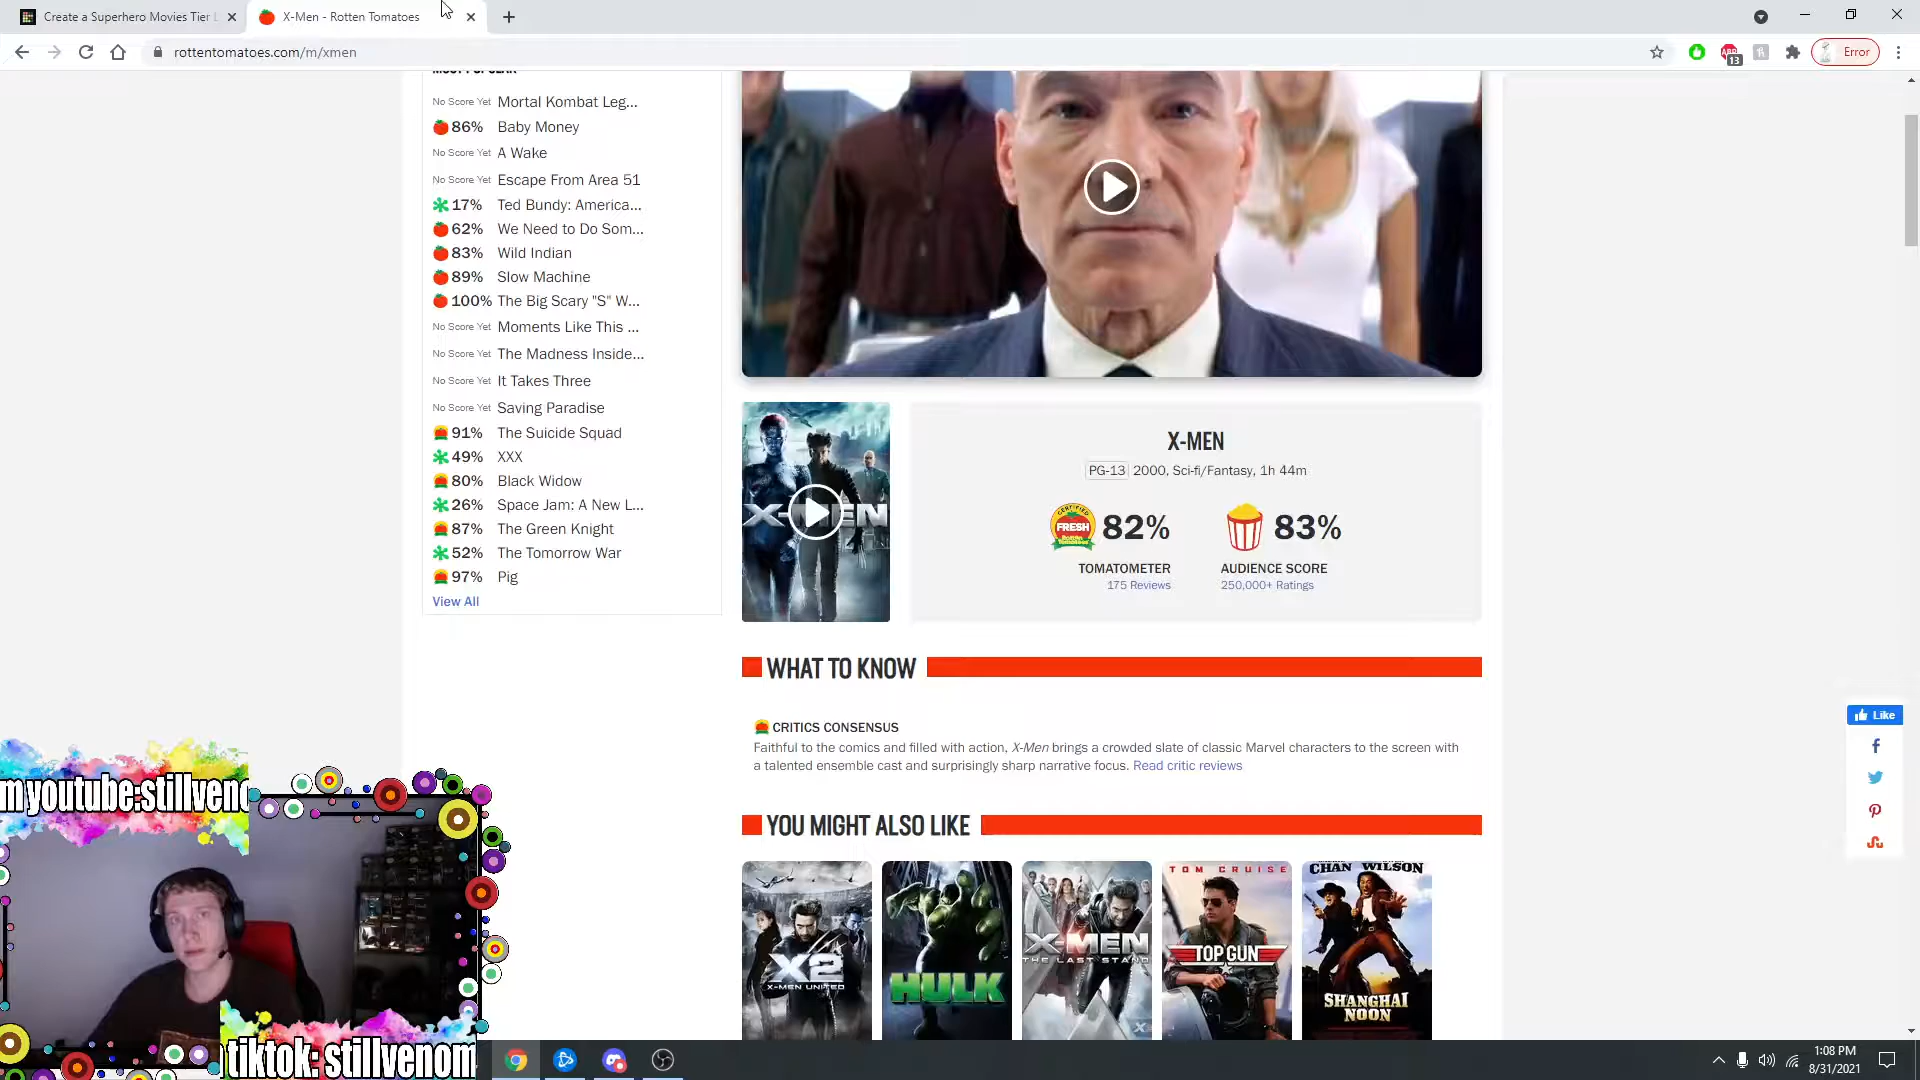 Create a Superhero Movies Tier L
X-Men - Rotten Tomatoes
rottentomatoes.com/m/xmen
13
Error
MOST POPULAR
No Score Yet Mortal Kombat Leg...
86% Baby Money
No Score Yet A Wake
No Score Yet Escape From Area 51
17% Ted Bundy: America...
62% We Need to Do Som...
83% Wild Indian
89% Slow Machine
100% The Big Scary "S" W...
No Score Yet Moments Like This ...
No Score Yet The Madness Inside...
No Score Yet It Takes Three
No Score Yet Saving Paradise
91% The Suicide Squad
49% XXX
80% Black Widow
26% Space Jam: A New L...
87% The Green Knight
52% The Tomorrow War
97% Pig
View All
X-MEN
X-MEN
PG-13 2000, Sci-fi/Fantasy, 1h 44m
CERTIFIED
FRESH
82%
83%
TOMATOMETER
AUDIENCE SCORE
175 Reviews
250,000+ Ratings
WHAT TO KNOW
CRITICS CONSENSUS
Faithful to the comics and filled with action, X-Men brings a crowded slate of classic Marvel characters to the screen with
a talented ensemble cast and surprisingly sharp narrative focus. Read critic reviews
YOU MIGHT ALSO LIKE
X2
X-MEN UNITED
HULK
X-MEN
THE LAST STAND
TOM CRUISE
TOP GUN
CHAN WILSON
SHANGHAI
NOON
Like
myoutube:stillveno
tiktok: stillvenom
1:08 PM
8/31/2021